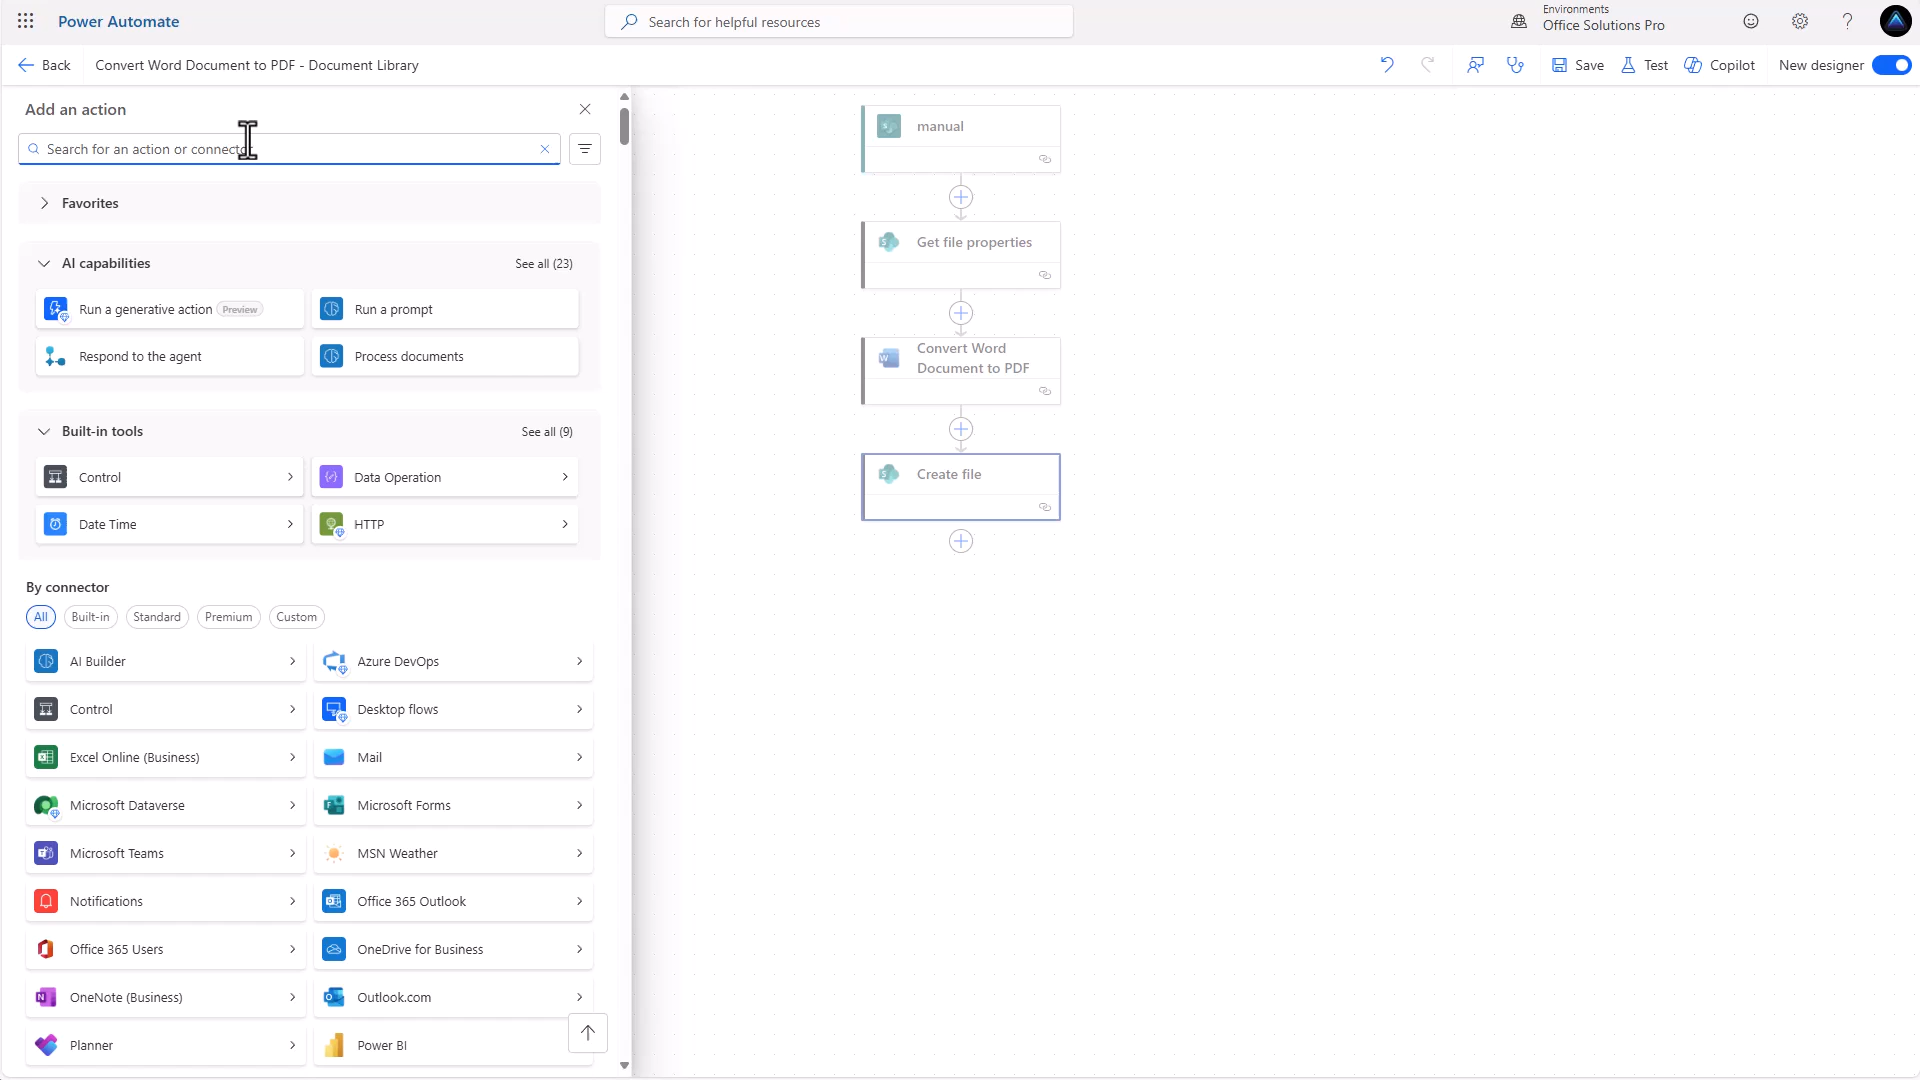 Power Automate
Search for helpful resources
Environments
Office Solutions Pro
Back
Convert Word Document to PDF - Document Library
Save
Test
Copilot
New designer
Add an action
Search for an action or connector
Favorites
AI capabilities
See all (23)
Run a generative action
Preview
Run a prompt
Respond to the agent
Process documents
Built-in tools
See all (9)
Control
Data Operation
Date Time
HTTP
By connector
All
Built-in
Standard
Premium
Custom
AI Builder
Azure DevOps
Control
Desktop flows
Excel Online (Business)
Mail
Microsoft Dataverse
Microsoft Forms
Microsoft Teams
MSN Weather
Notifications
Office 365 Outlook
Office 365 Users
OneDrive for Business
OneNote (Business)
Outlook.com
Planner
Power BI
manual
Get file properties
Convert Word
Document to PDF
Create file